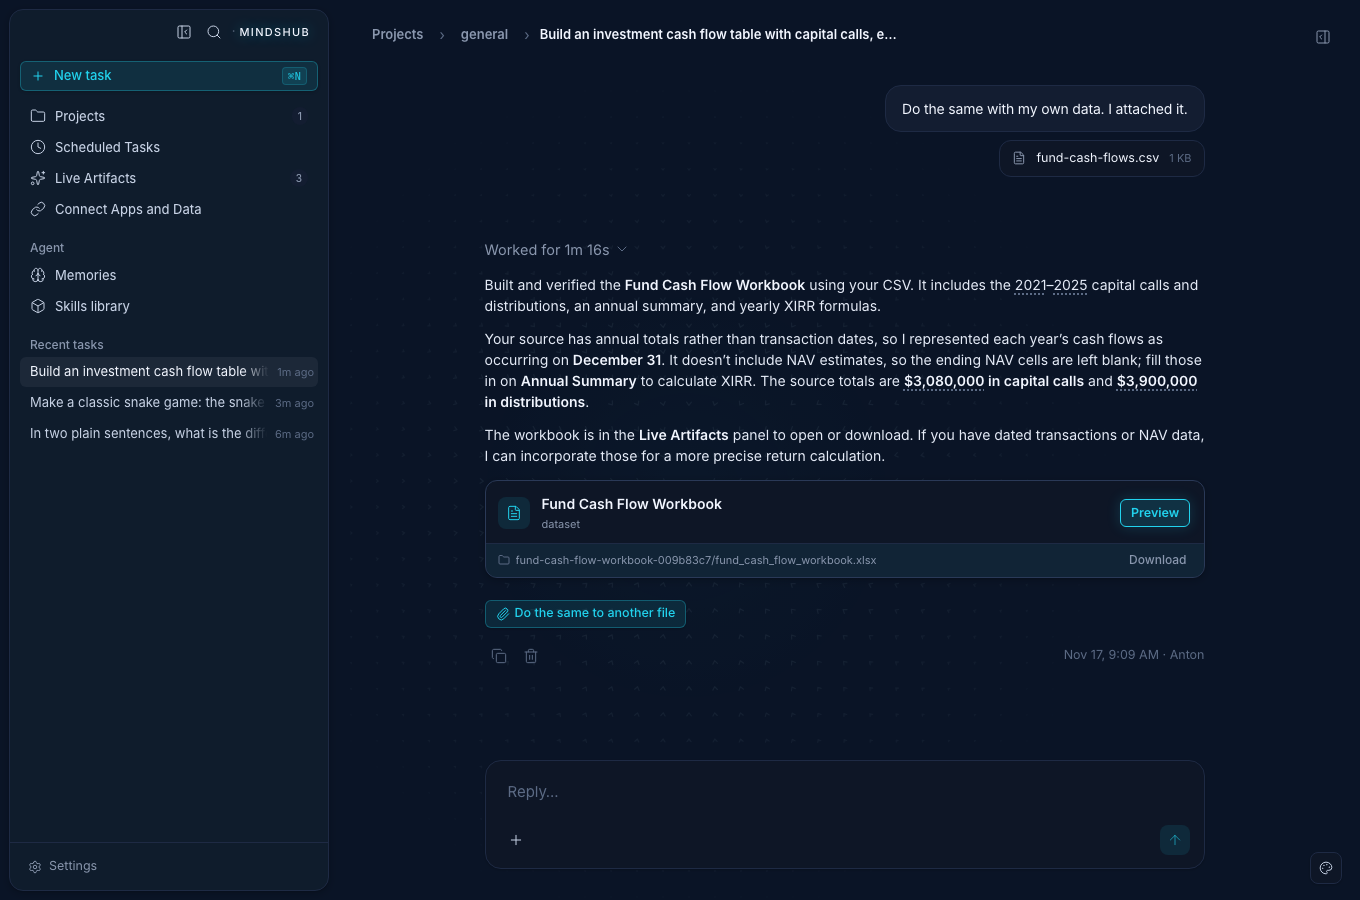 MINDSHUB
New task
⌘N
Projects
1
Scheduled Tasks
Live Artifacts
3
Connect Apps and Data
Agent
Memories
Skills library
Recent tasks
Build an investment cash flow table wit 1m ago
Make a classic snake game: the snake 3m ago
In two plain sentences, what is the diff 6m ago
Settings
Projects › general › Build an investment cash flow table with capital calls, e...
Do the same with my own data. I attached it.
fund-cash-flows.csv 1 KB
Worked for 1m 16s
Built and verified the Fund Cash Flow Workbook using your CSV. It includes the 2021–2025 capital calls and
distributions, an annual summary, and yearly XIRR formulas.
Your source has annual totals rather than transaction dates, so I represented each year’s cash flows as
occurring on December 31. It doesn’t include NAV estimates, so the ending NAV cells are left blank; fill those
in on Annual Summary to calculate XIRR. The source totals are $3,080,000 in capital calls and $3,900,000
in distributions.
The workbook is in the Live Artifacts panel to open or download. If you have dated transactions or NAV data,
I can incorporate those for a more precise return calculation.
Fund Cash Flow Workbook
dataset
Preview
fund-cash-flow-workbook-009b83c7/fund_cash_flow_workbook.xlsx
Download
Do the same to another file
Nov 17, 9:09 AM · Anton
Reply...